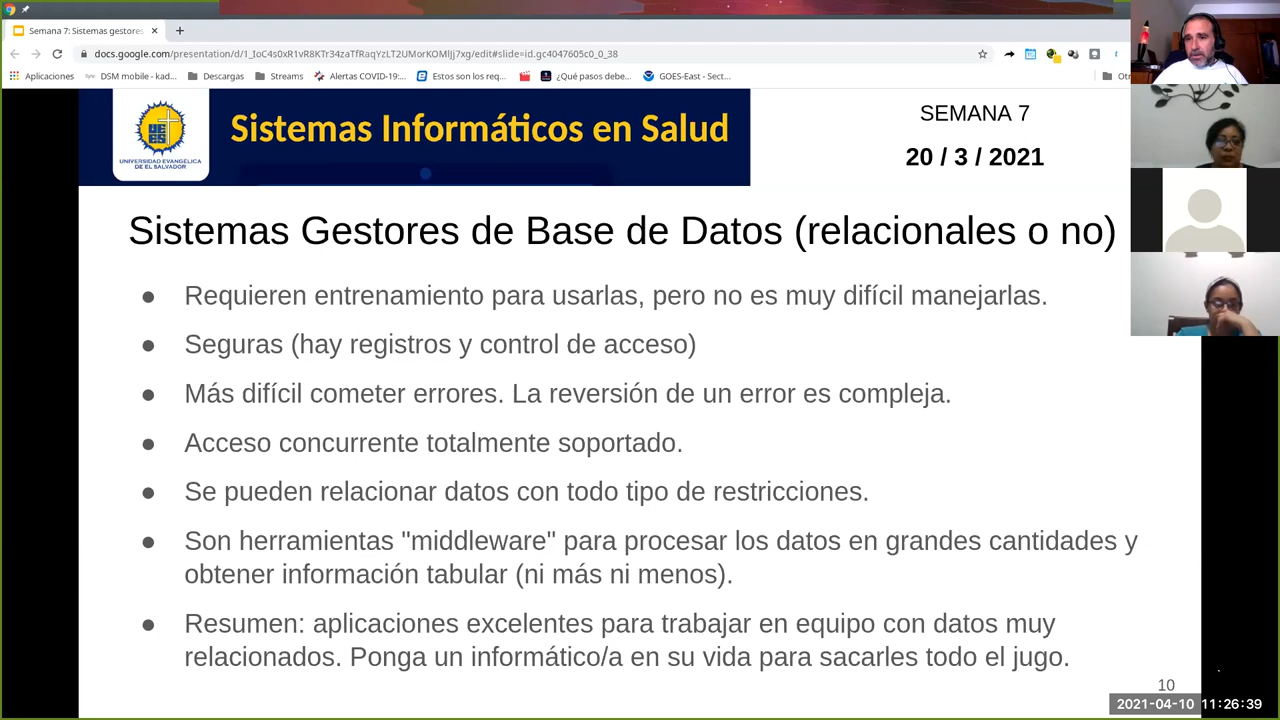 Semana 7: Sistemas gestores
docs.google.com/presentation/d/1_IoC4s0xR1vR8KTr34zaTfRaqYzLT2UMorKOMljj7xg/edit#slide=id.gc4047605c0_0_38
Aplicaciones
DSM mobile - kad...
Descargas
Streams
Alertas COVID-19:...
Estos son los req...
¿Qué pasos debe...
GOES-East - Sect...
UNIVERSIDAD EVANGÉLICA
DE EL SALVADOR
Sistemas Informáticos en Salud
SEMANA 7
20 / 3 / 2021
Sistemas Gestores de Base de Datos (relacionales o no)
● Requieren entrenamiento para usarlas, pero no es muy difícil manejarlas.
● Seguras (hay registros y control de acceso)
● Más difícil cometer errores. La reversión de un error es compleja.
● Acceso concurrente totalmente soportado.
● Se pueden relacionar datos con todo tipo de restricciones.
● Son herramientas "middleware" para procesar los datos en grandes cantidades y
obtener información tabular (ni más ni menos).
● Resumen: aplicaciones excelentes para trabajar en equipo con datos muy
relacionados. Ponga un informático/a en su vida para sacarles todo el jugo.
10
2021-04-10 11:26:39